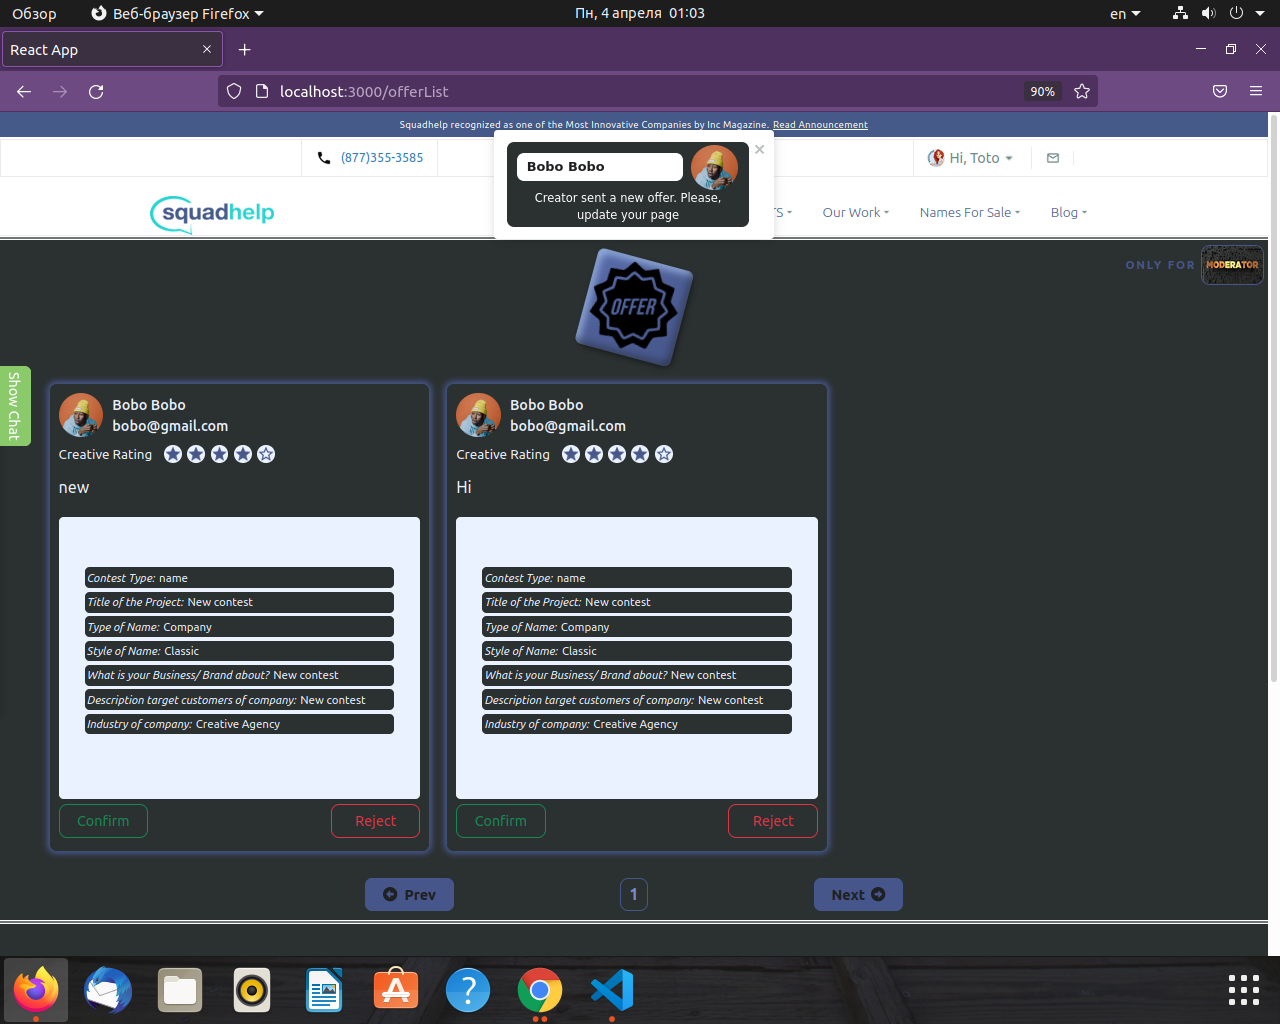 Обзор
Веб-браузер Firefox
Пн, 4 апреля 01:03
en
React App
localhost:3000/offerList
90%
Squadhelp recognized as one of the Most Innovative Companies by Inc Magazine. Read Announcement
(877)355-3585
Hi, Toto
Bobo Bobo
×
Creator sent a new offer. Please,
update your page
squadhelp
TS
Our Work
Names For Sale
Blog
OFFER
ONLY FOR
MODERATOR
Show Chat
Bobo Bobo
bobo@gmail.com
Creative Rating
new
Contest Type: name
Title of the Project: New contest
Type of Name: Company
Style of Name: Classic
What is your Business/ Brand about? New contest
Description target customers of company: New contest
Industry of company: Creative Agency
Confirm
Reject
Bobo Bobo
bobo@gmail.com
Creative Rating
Hi
Contest Type: name
Title of the Project: New contest
Type of Name: Company
Style of Name: Classic
What is your Business/ Brand about? New contest
Description target customers of company: New contest
Industry of company: Creative Agency
Confirm
Reject
Prev
1
Next